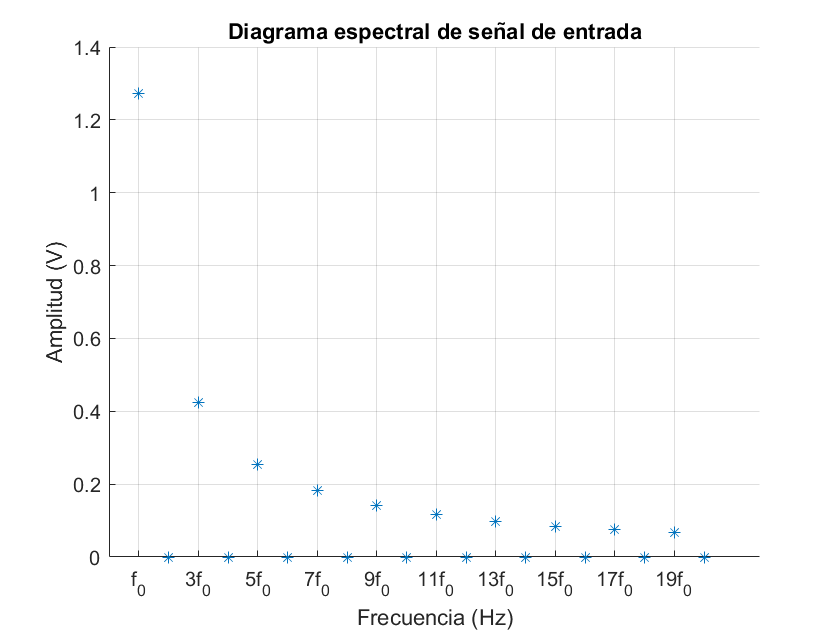 Diagrama espectral de señal de entrada
1.4
1.2
1
0.8
0.6
0.4
0.2
0
Amplitud (V)
f₀ 3f₀ 5f₀ 7f₀ 9f₀ 11f₀ 13f₀ 15f₀ 17f₀ 19f₀
Frecuencia (Hz)